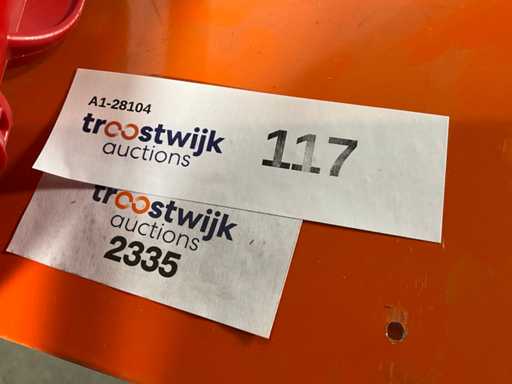 A1-28104
troostwijk
auctions
117
troostwijk
auctions
2335